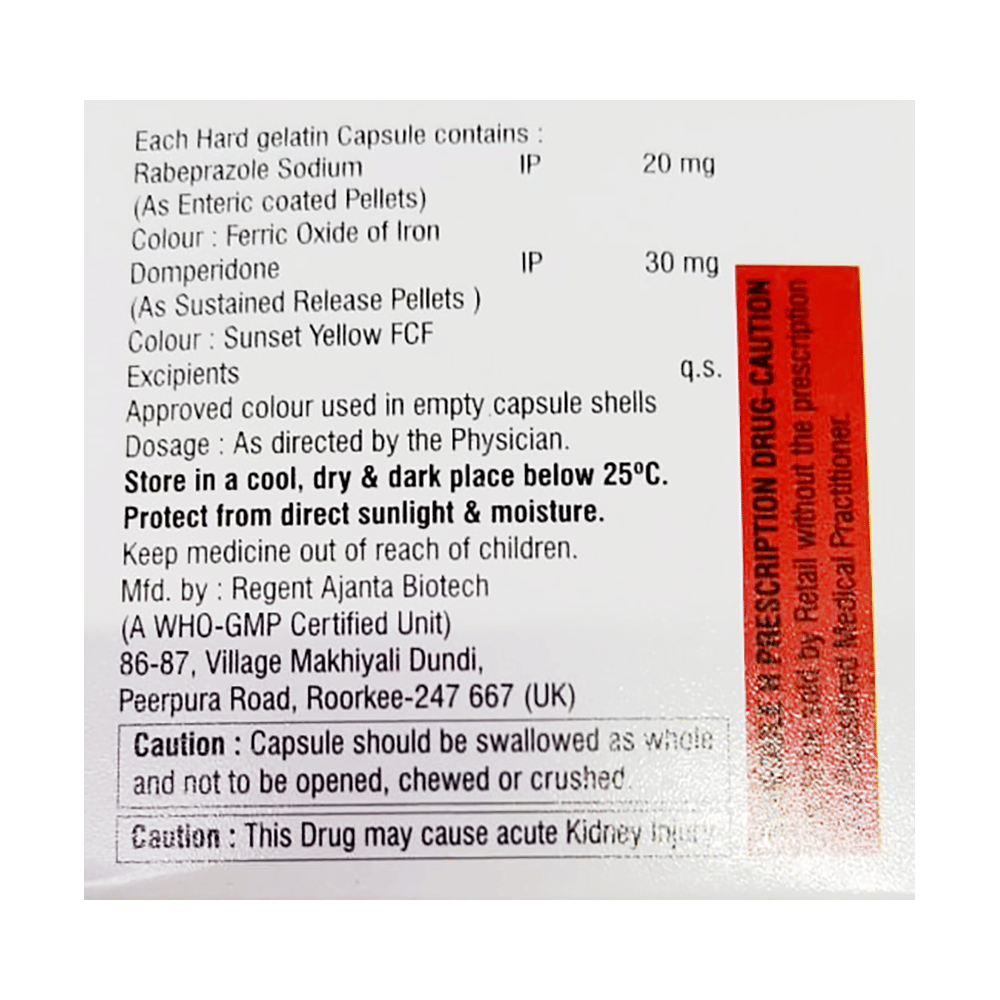 Each Hard gelatin Capsule contains :
Rabeprazole Sodium IP 20 mg
(As Enteric coated Pellets)
Colour : Ferric Oxide of Iron
Domperidone IP 30 mg
(As Sustained Release Pellets )
Colour : Sunset Yellow FCF
Excipients q.s.
Approved colour used in empty capsule shells
Dosage : As directed by the Physician.
Store in a cool, dry & dark place below 25ºC.
Protect from direct sunlight & moisture.
Keep medicine out of reach of children.
Mfd. by : Regent Ajanta Biotech
(A WHO-GMP Certified Unit)
86-87, Village Makhiyali Dundi,
Peerpura Road, Roorkee-247 667 (UK)
Caution : Capsule should be swallowed as whole
and not to be opened, chewed or crushed.
Caution : This Drug may cause acute Kidney Injury
H PRESCRIPTION DRUG-CAUTION
sold by Retail without the prescription
Medical Practitioner.